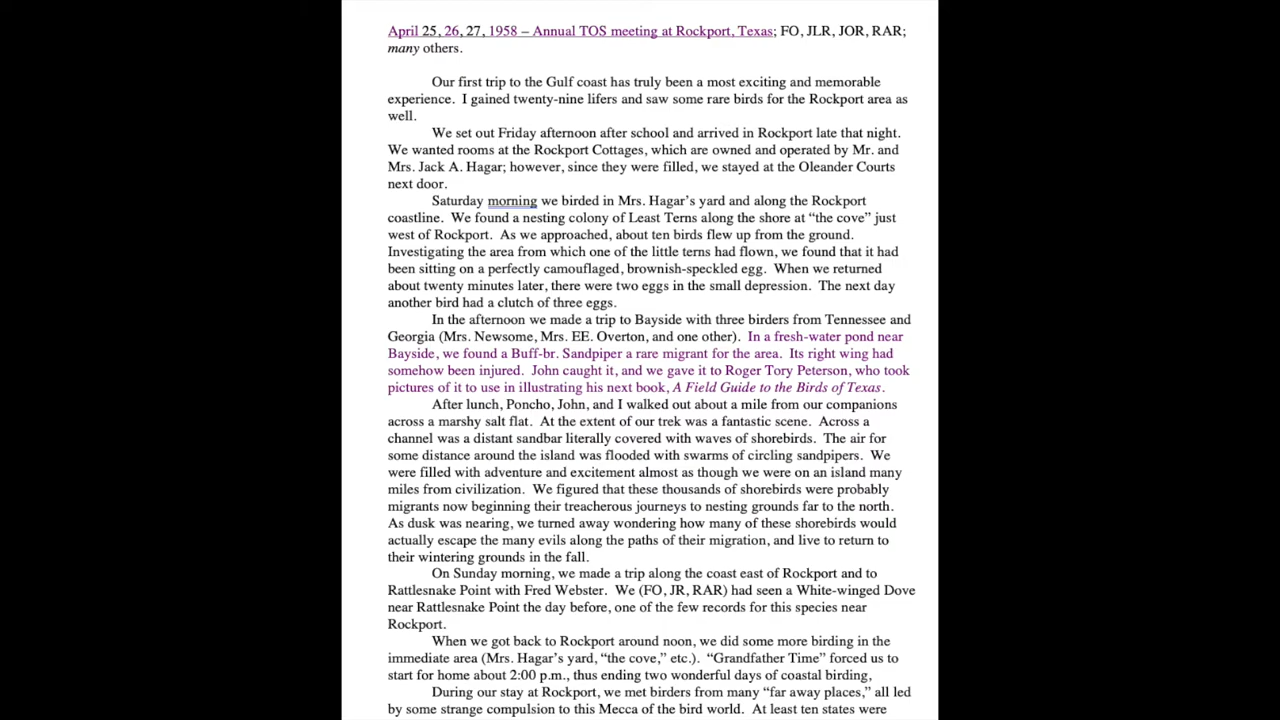 April 25, 26, 27, 1958 – Annual TOS meeting at Rockport, Texas; FO, JLR, JOR, RAR;
many others.
Our first trip to the Gulf coast has truly been a most exciting and memorable
experience.  I gained twenty-nine lifers and saw some rare birds for the Rockport area as
well.
We set out Friday afternoon after school and arrived in Rockport late that night.
We wanted rooms at the Rockport Cottages, which are owned and operated by Mr. and
Mrs. Jack A. Hagar; however, since they were filled, we stayed at the Oleander Courts
next door.
Saturday morning we birded in Mrs. Hagar’s yard and along the Rockport
coastline.  We found a nesting colony of Least Terns along the shore at “the cove” just
west of Rockport.  As we approached, about ten birds flew up from the ground.
Investigating the area from which one of the little terns had flown, we found that it had
been sitting on a perfectly camouflaged, brownish-speckled egg.  When we returned
about twenty minutes later, there were two eggs in the small depression.  The next day
another bird had a clutch of three eggs.
In the afternoon we made a trip to Bayside with three birders from Tennessee and
Georgia (Mrs. Newsome, Mrs. EE. Overton, and one other).  In a fresh-water pond near
Bayside, we found a Buff-br. Sandpiper a rare migrant for the area.  Its right wing had
somehow been injured.  John caught it, and we gave it to Roger Tory Peterson, who took
pictures of it to use in illustrating his next book, A Field Guide to the Birds of Texas.
After lunch, Poncho, John, and I walked out about a mile from our companions
across a marshy salt flat.  At the extent of our trek was a fantastic scene.  Across a
channel was a distant sandbar literally covered with waves of shorebirds.  The air for
some distance around the island was flooded with swarms of circling sandpipers.  We
were filled with adventure and excitement almost as though we were on an island many
miles from civilization.  We figured that these thousands of shorebirds were probably
migrants now beginning their treacherous journeys to nesting grounds far to the north.
As dusk was nearing, we turned away wondering how many of these shorebirds would
actually escape the many evils along the paths of their migration, and live to return to
their wintering grounds in the fall.
On Sunday morning, we made a trip along the coast east of Rockport and to
Rattlesnake Point with Fred Webster.  We (FO, JR, RAR) had seen a White-winged Dove
near Rattlesnake Point the day before, one of the few records for this species near
Rockport.
When we got back to Rockport around noon, we did some more birding in the
immediate area (Mrs. Hagar’s yard, “the cove,” etc.).  “Grandfather Time” forced us to
start for home about 2:00 p.m., thus ending two wonderful days of coastal birding,
During our stay at Rockport, we met birders from many “far away places,” all led
by some strange compulsion to this Mecca of the bird world.  At least ten states were